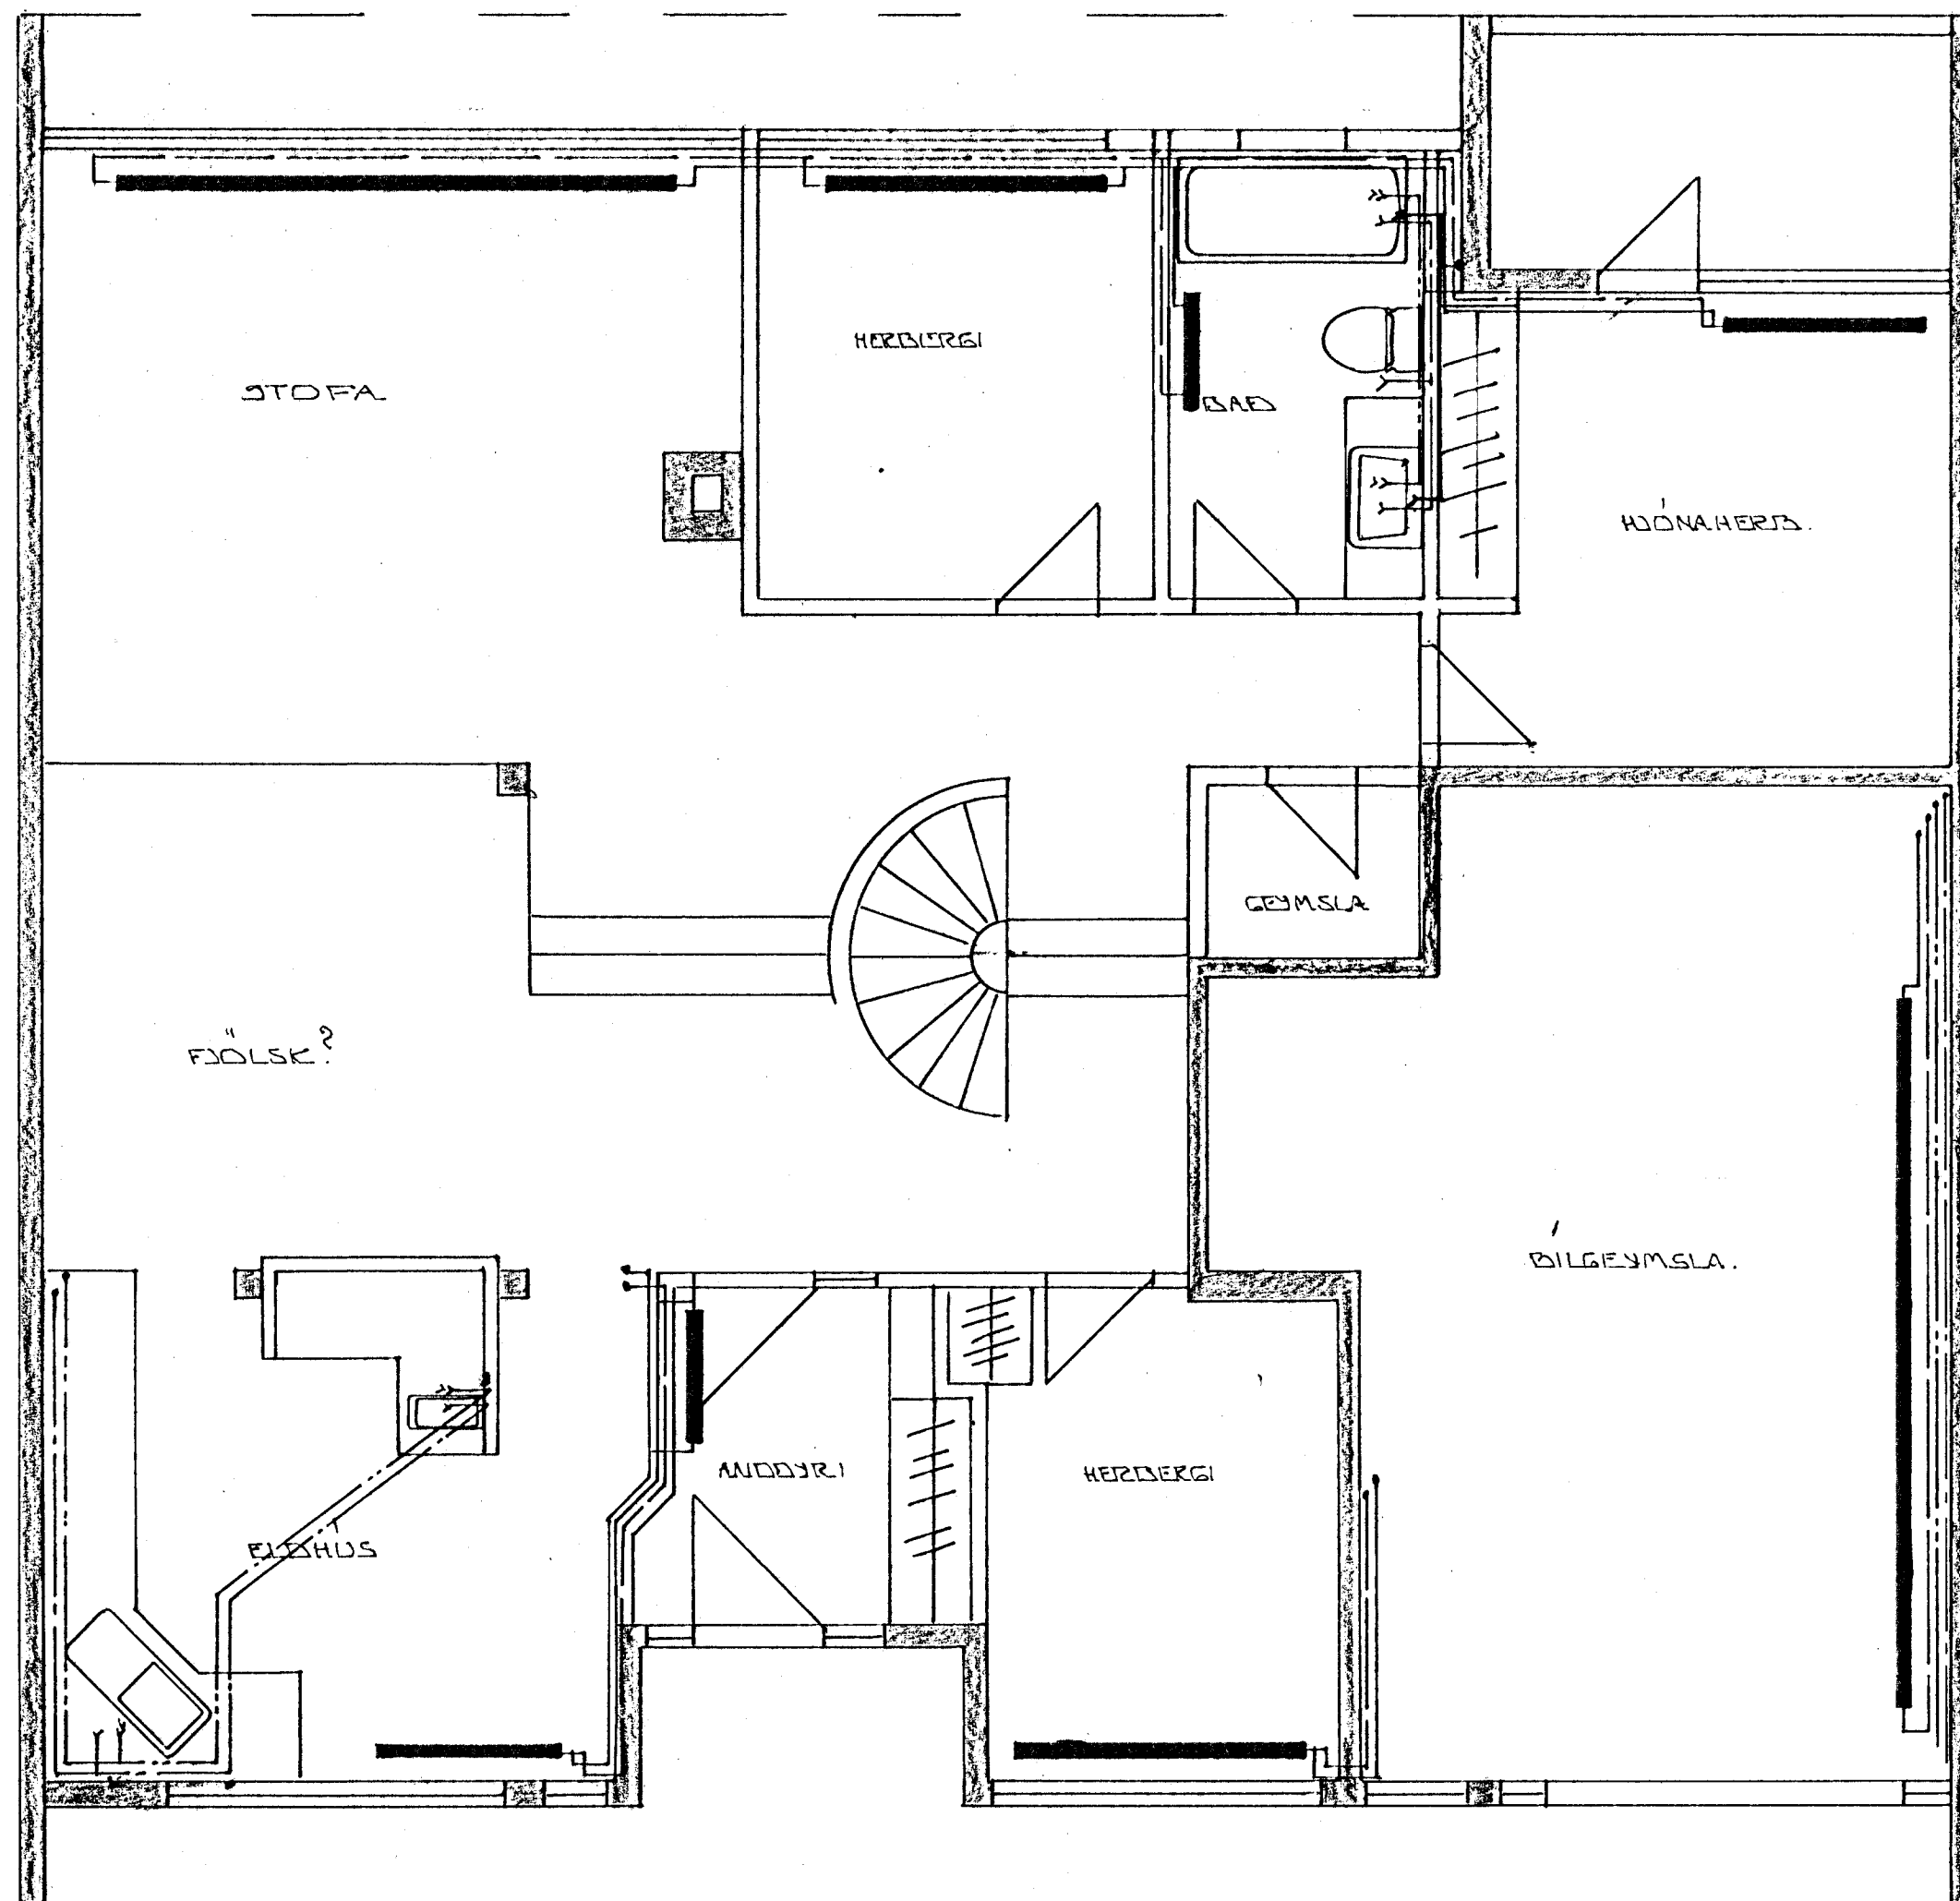 HERBERGI
STOFA
BAÐ
HJÓNAHERB.
GEYMSLA
FJÖLSK?
BÍLGEYMSLA.
ANDDYRI
HERBERGI
ELDHÚS